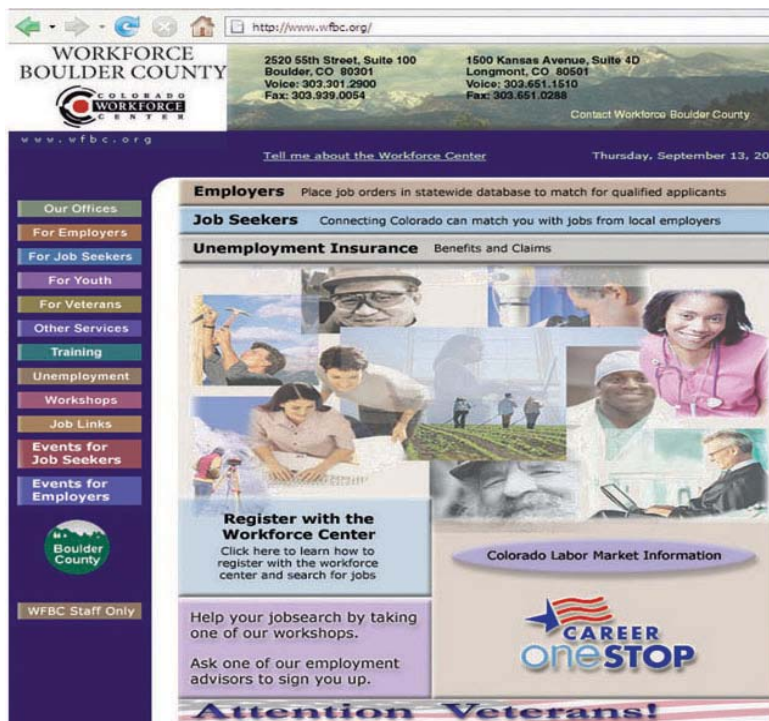 http://www.wfbc.org/
WORKFORCE
BOULDER COUNTY
COLORADO
WORKFORCE
CENTER
2520 55th Street, Suite 100
Boulder, CO 80301
Voice: 303.301.2900
Fax: 303.939.0054
1500 Kansas Avenue, Suite 4D
Longmont, CO 80501
Voice: 303.651.1510
Fax: 303.651.0288
Contact Workforce Boulder County
www.wfbc.org
Tell me about the Workforce Center
Thursday, September 13, 20
Our Offices
For Employers
For Job Seekers
For Youth
For Veterans
Other Services
Training
Unemployment
Workshops
Job Links
Events for
Job Seekers
Events for
Employers
Boulder
County
WFBC Staff Only
Employers Place job orders in statewide database to match for qualified applicants
Job Seekers Connecting Colorado can match you with jobs from local employers
Unemployment Insurance Benefits and Claims
Register with the
Workforce Center
Click here to learn how to
register with the workforce
center and search for jobs
Colorado Labor Market Information
Help your jobsearch by taking
one of our workshops.
Ask one of our employment
advisors to sign you up.
CAREER
oneSTOP
Attention Veterans!